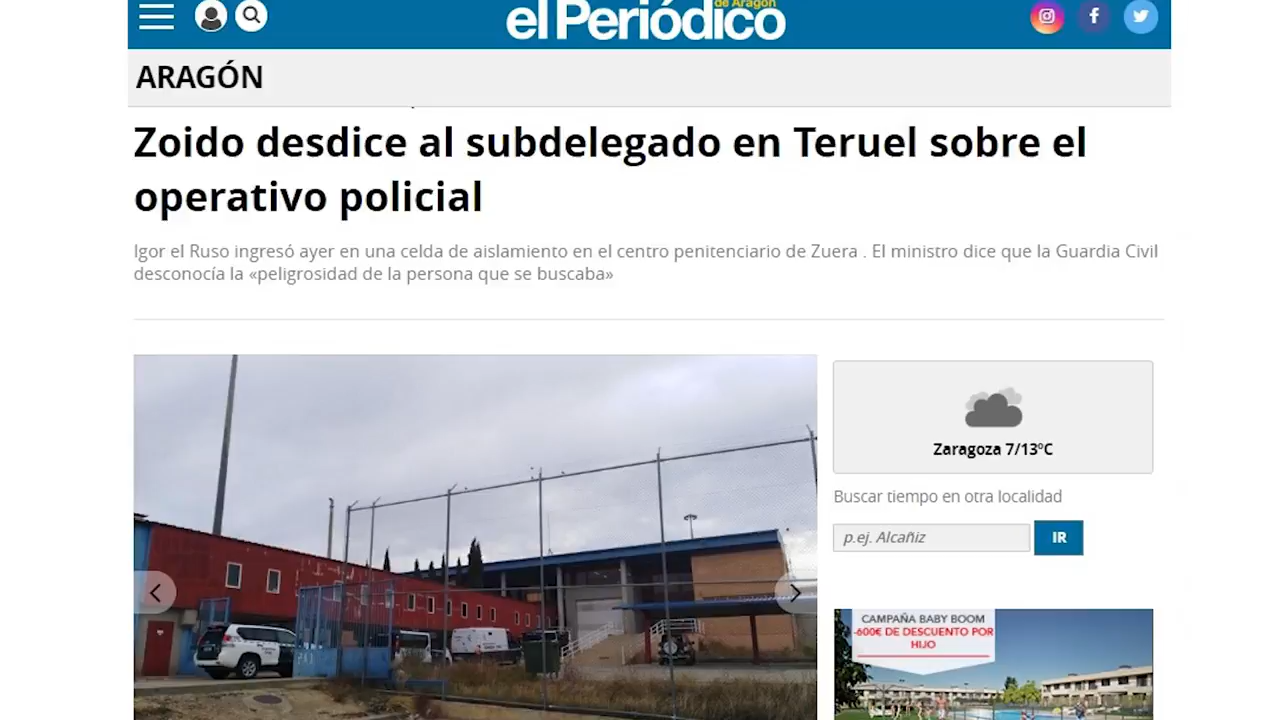 el Periódico
de Aragón
ARAGÓN
Zoido desdice al subdelegado en Teruel sobre el
operativo policial
Igor el Ruso ingresó ayer en una celda de aislamiento en el centro penitenciario de Zuera . El ministro dice que la Guardia Civil
desconocía la «peligrosidad de la persona que se buscaba»
Zaragoza 7/13ºC
Buscar tiempo en otra localidad
p.ej. Alcañiz
IR
CAMPAÑA BABY BOOM
-600€ DE DESCUENTO POR
HIJO